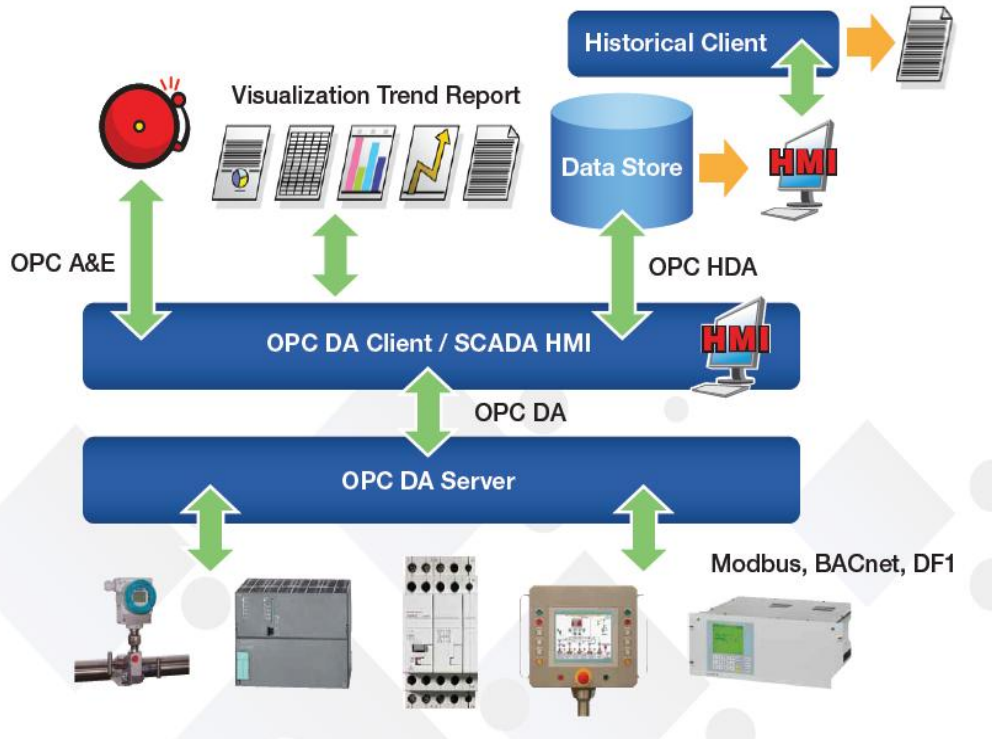 Historical Client
Visualization Trend Report
Data Store
HMI
OPC A&E
OPC HDA
OPC DA Client / SCADA HMI
HMI
OPC DA
OPC DA Server
Modbus, BACnet, DF1